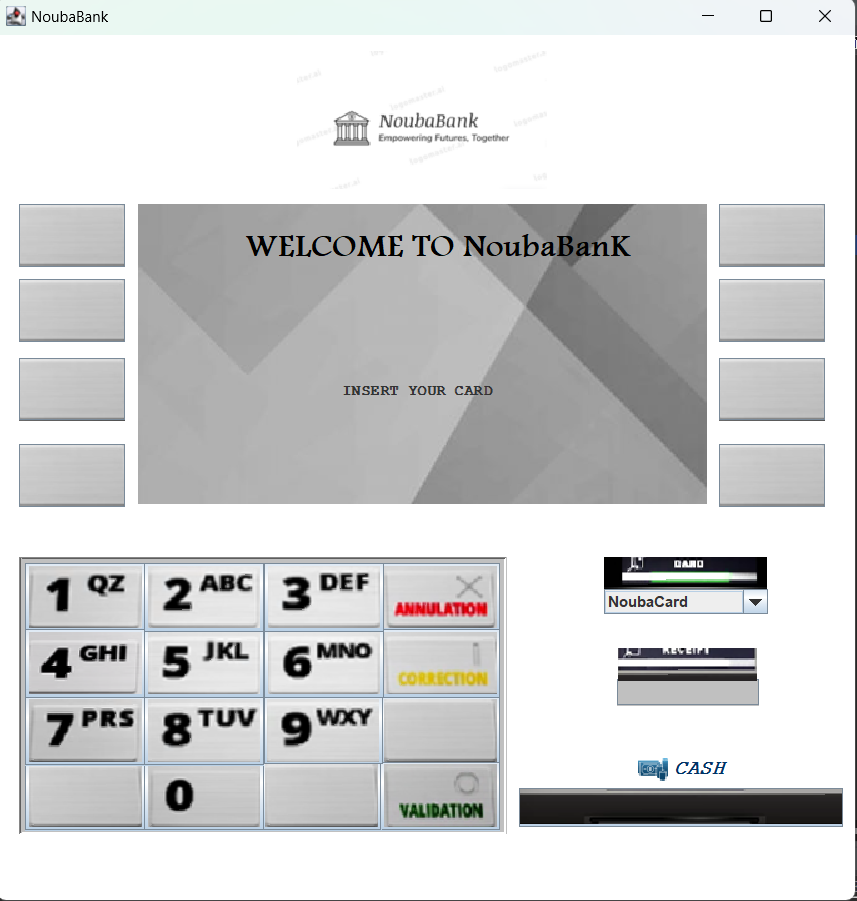 NoubaBank
NoubaBank
Empowering Futures, Together
WELCOME TO NoubaBanK
INSERT YOUR CARD
1 QZ 2 ABC 3 DEF ANNULATION
4 GHI 5 JKL 6 MNO CORRECTION
7 PRS 8 TUV 9 WXY
0 VALIDATION
NoubaCard
RECEIPT
CASH